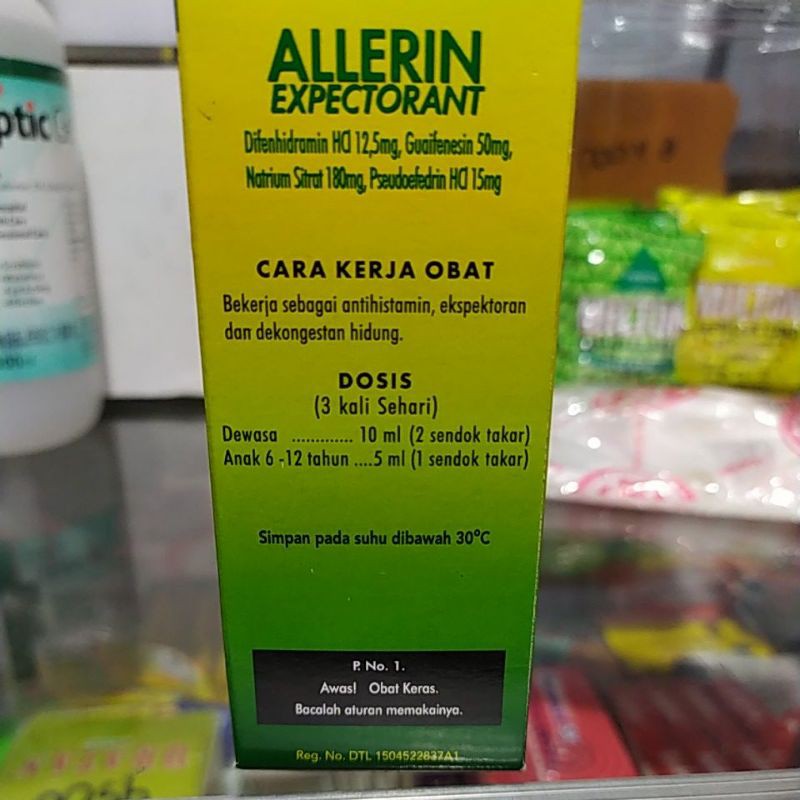 ALLERIN
EXPECTORANT
Difenhidramin HCl 12,5mg, Guaifenesin 50mg,
Natrium Sitrat 180mg, Pseudoefedrin HCl 15mg
CARA KERJA OBAT
Bekerja sebagai antihistamin, ekspektoran
dan dekongestan hidung.
DOSIS
(3 kali Sehari)
Dewasa ............. 10 ml (2 sendok takar)
Anak 6 -12 tahun ....5 ml (1 sendok takar)
Simpan pada suhu dibawah 30°C
P. No. 1.
Awas! Obat Keras.
Bacalah aturan memakainya.
Reg. No. DTL 1504522837A1
ptic